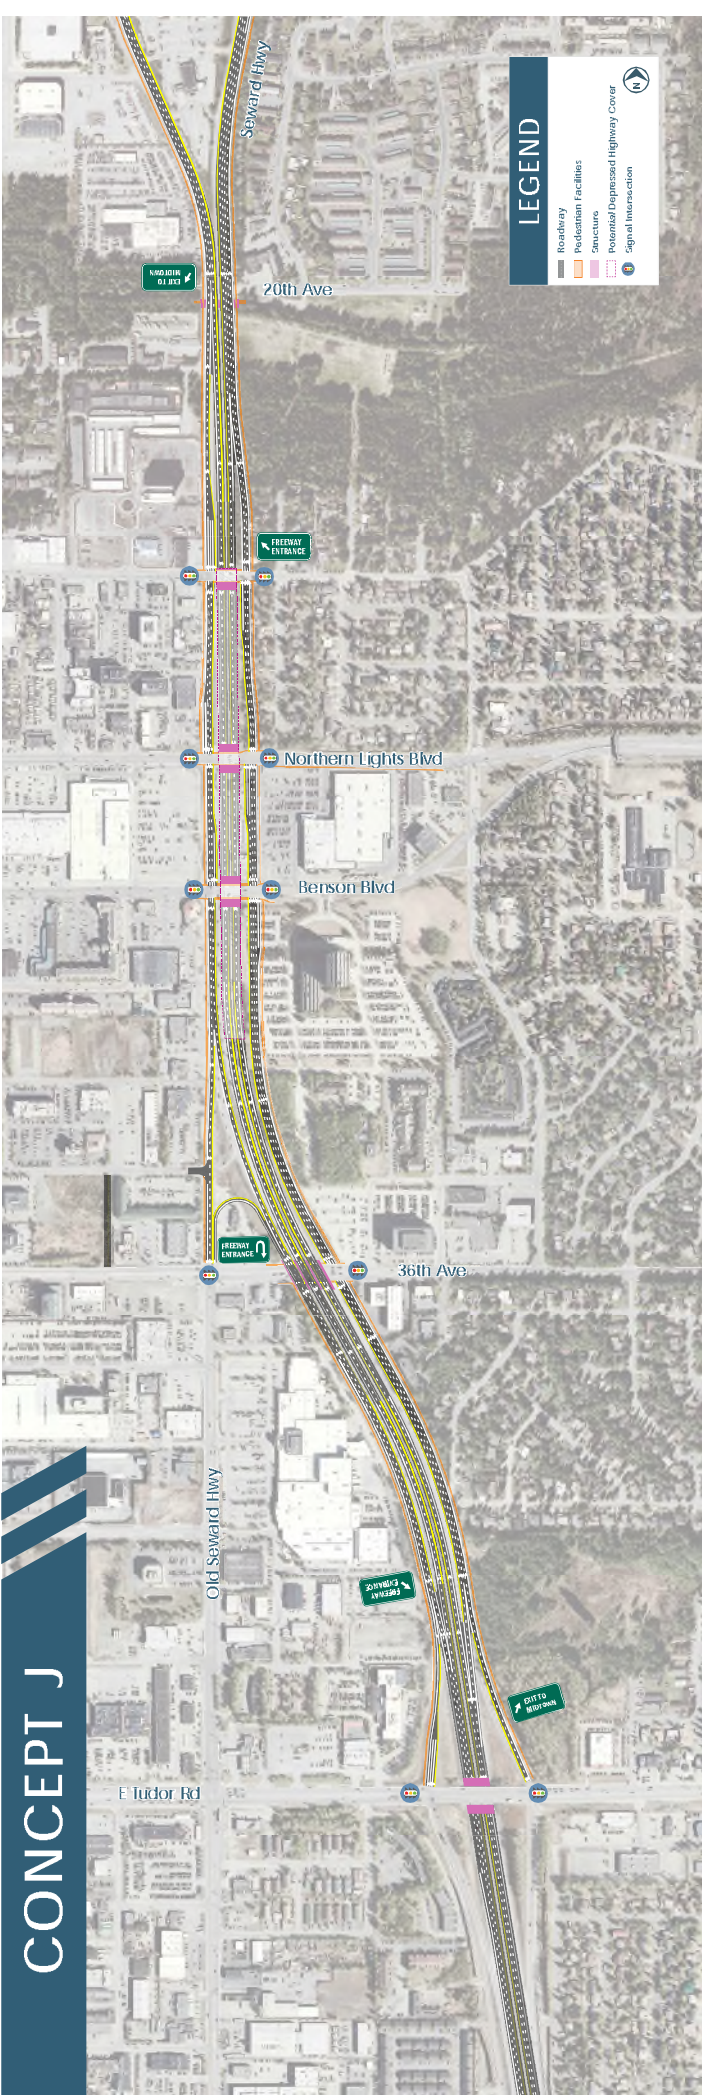 Seward Hwy
LEGEND
Roadway
Pedestrian Facilities
Structure
Potential Depressed Highway Cover
Signal Intersection
N
EXIT TO
MIDTOWN
20th Ave
FREEWAY
ENTRANCE
Northern Lights Blvd
Benson Blvd
FREEWAY
ENTRANCE
36th Ave
Old Seward Hwy
FREEWAY
ENTRANCE
EXIT TO
MIDTOWN
E Tudor Rd
CONCEPT J